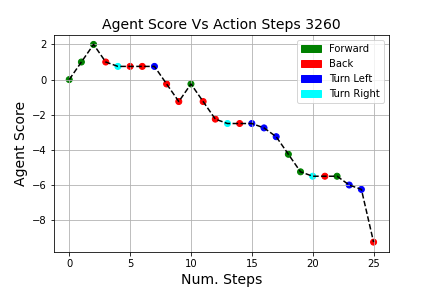 Agent Score Vs Action Steps 3260
Forward
Back
Turn Left
Turn Right
Agent Score
2
0
−2
−4
−6
−8
0 5 10 15 20 25
Num. Steps